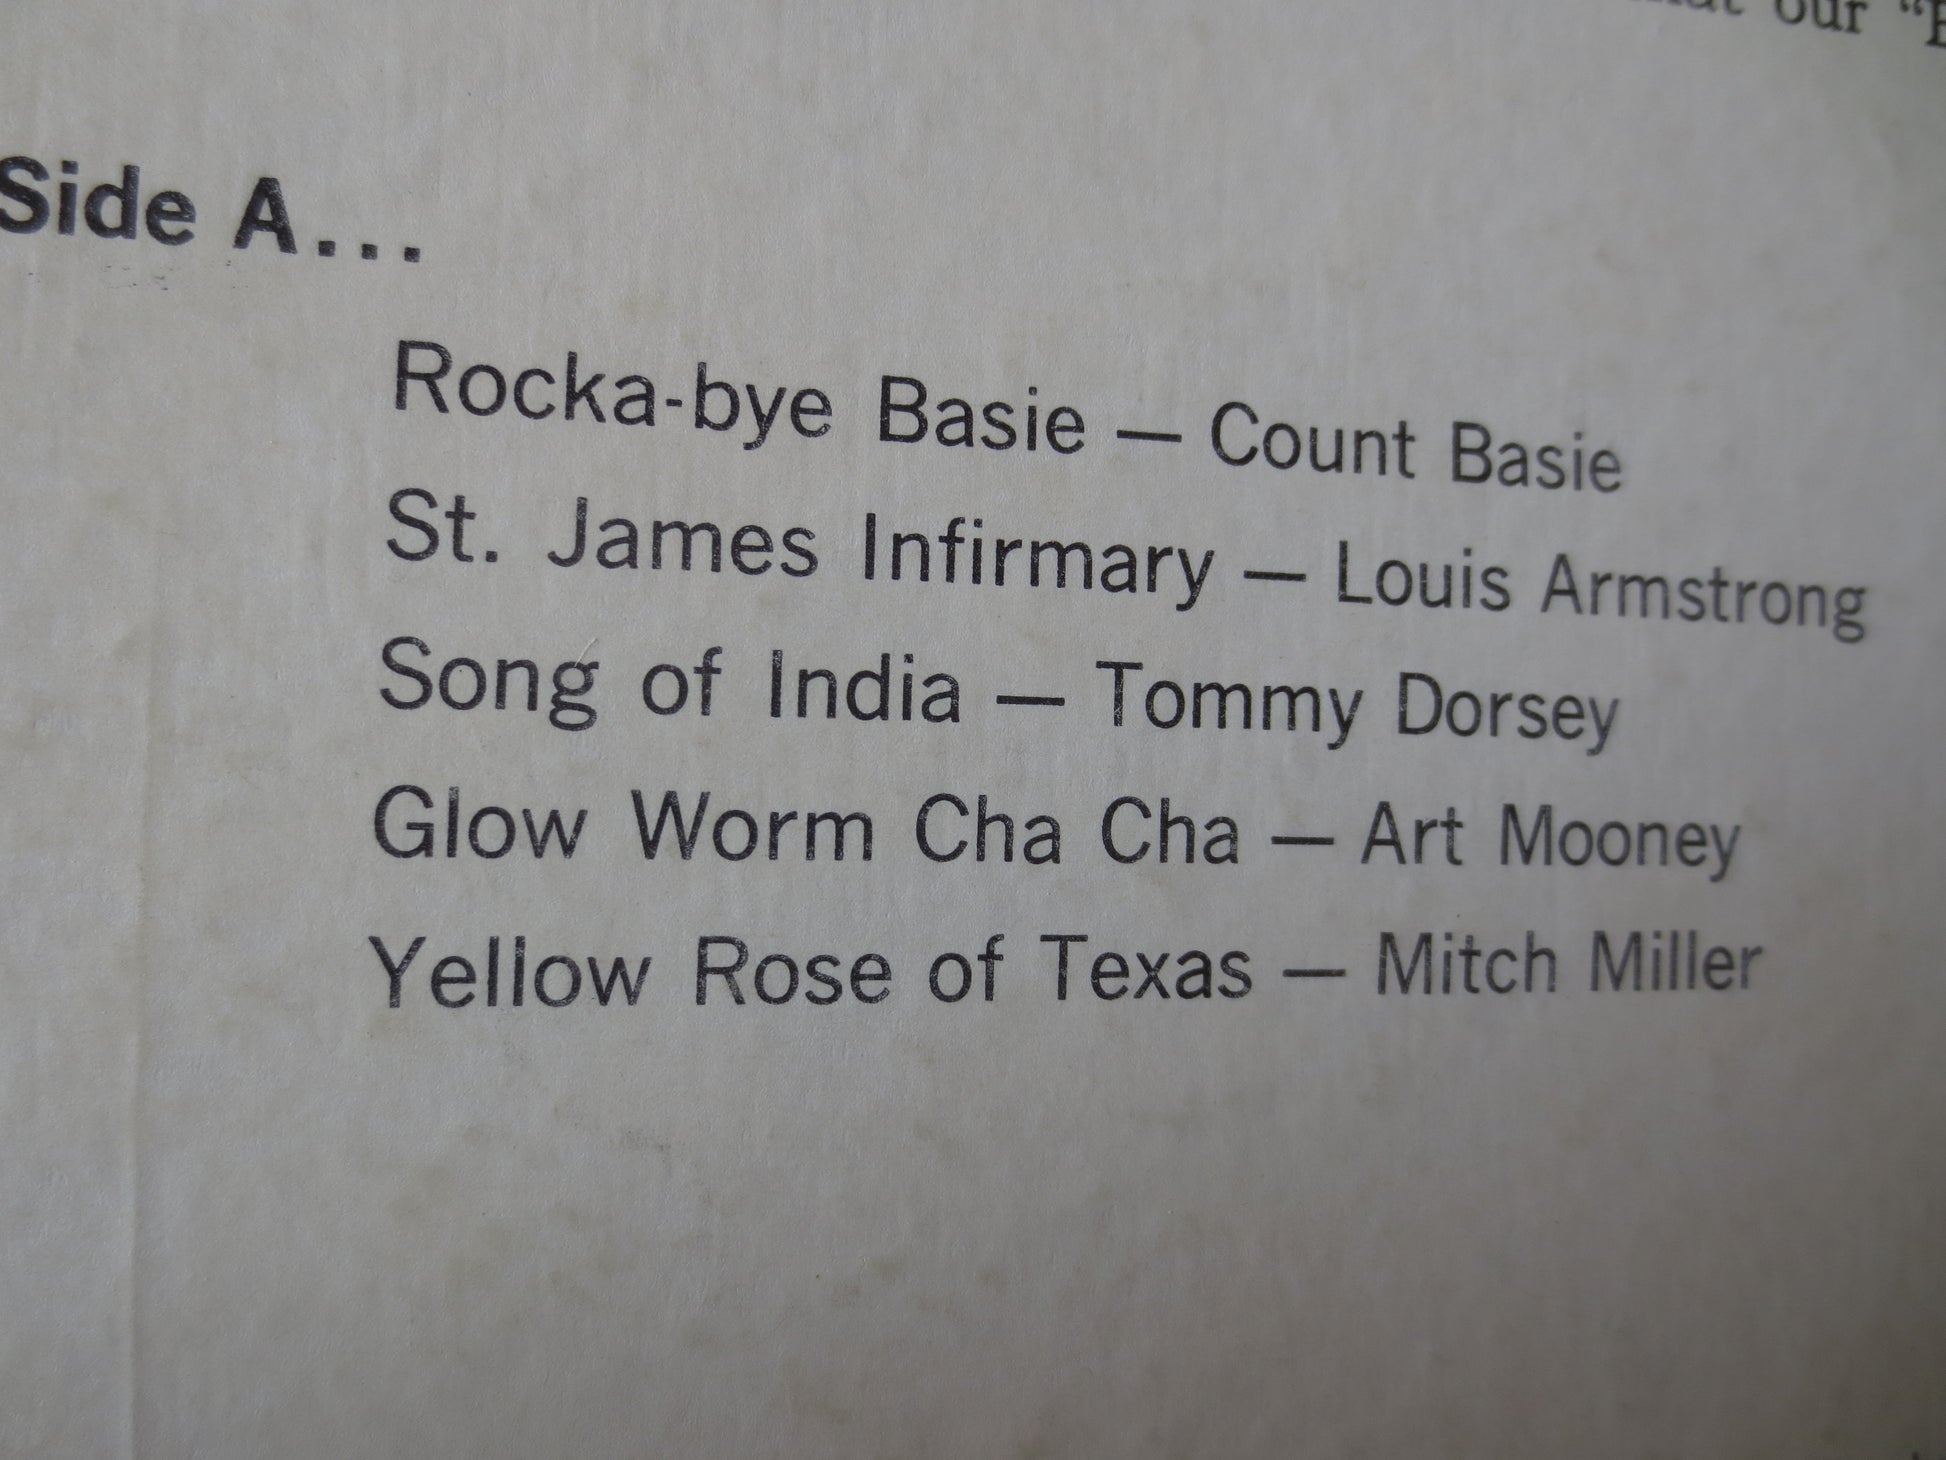 our
Side A...
Rocka-bye Basie — Count Basie
St. James Infirmary — Louis Armstrong
Song of India — Tommy Dorsey
Glow Worm Cha Cha — Art Mooney
Yellow Rose of Texas — Mitch Miller